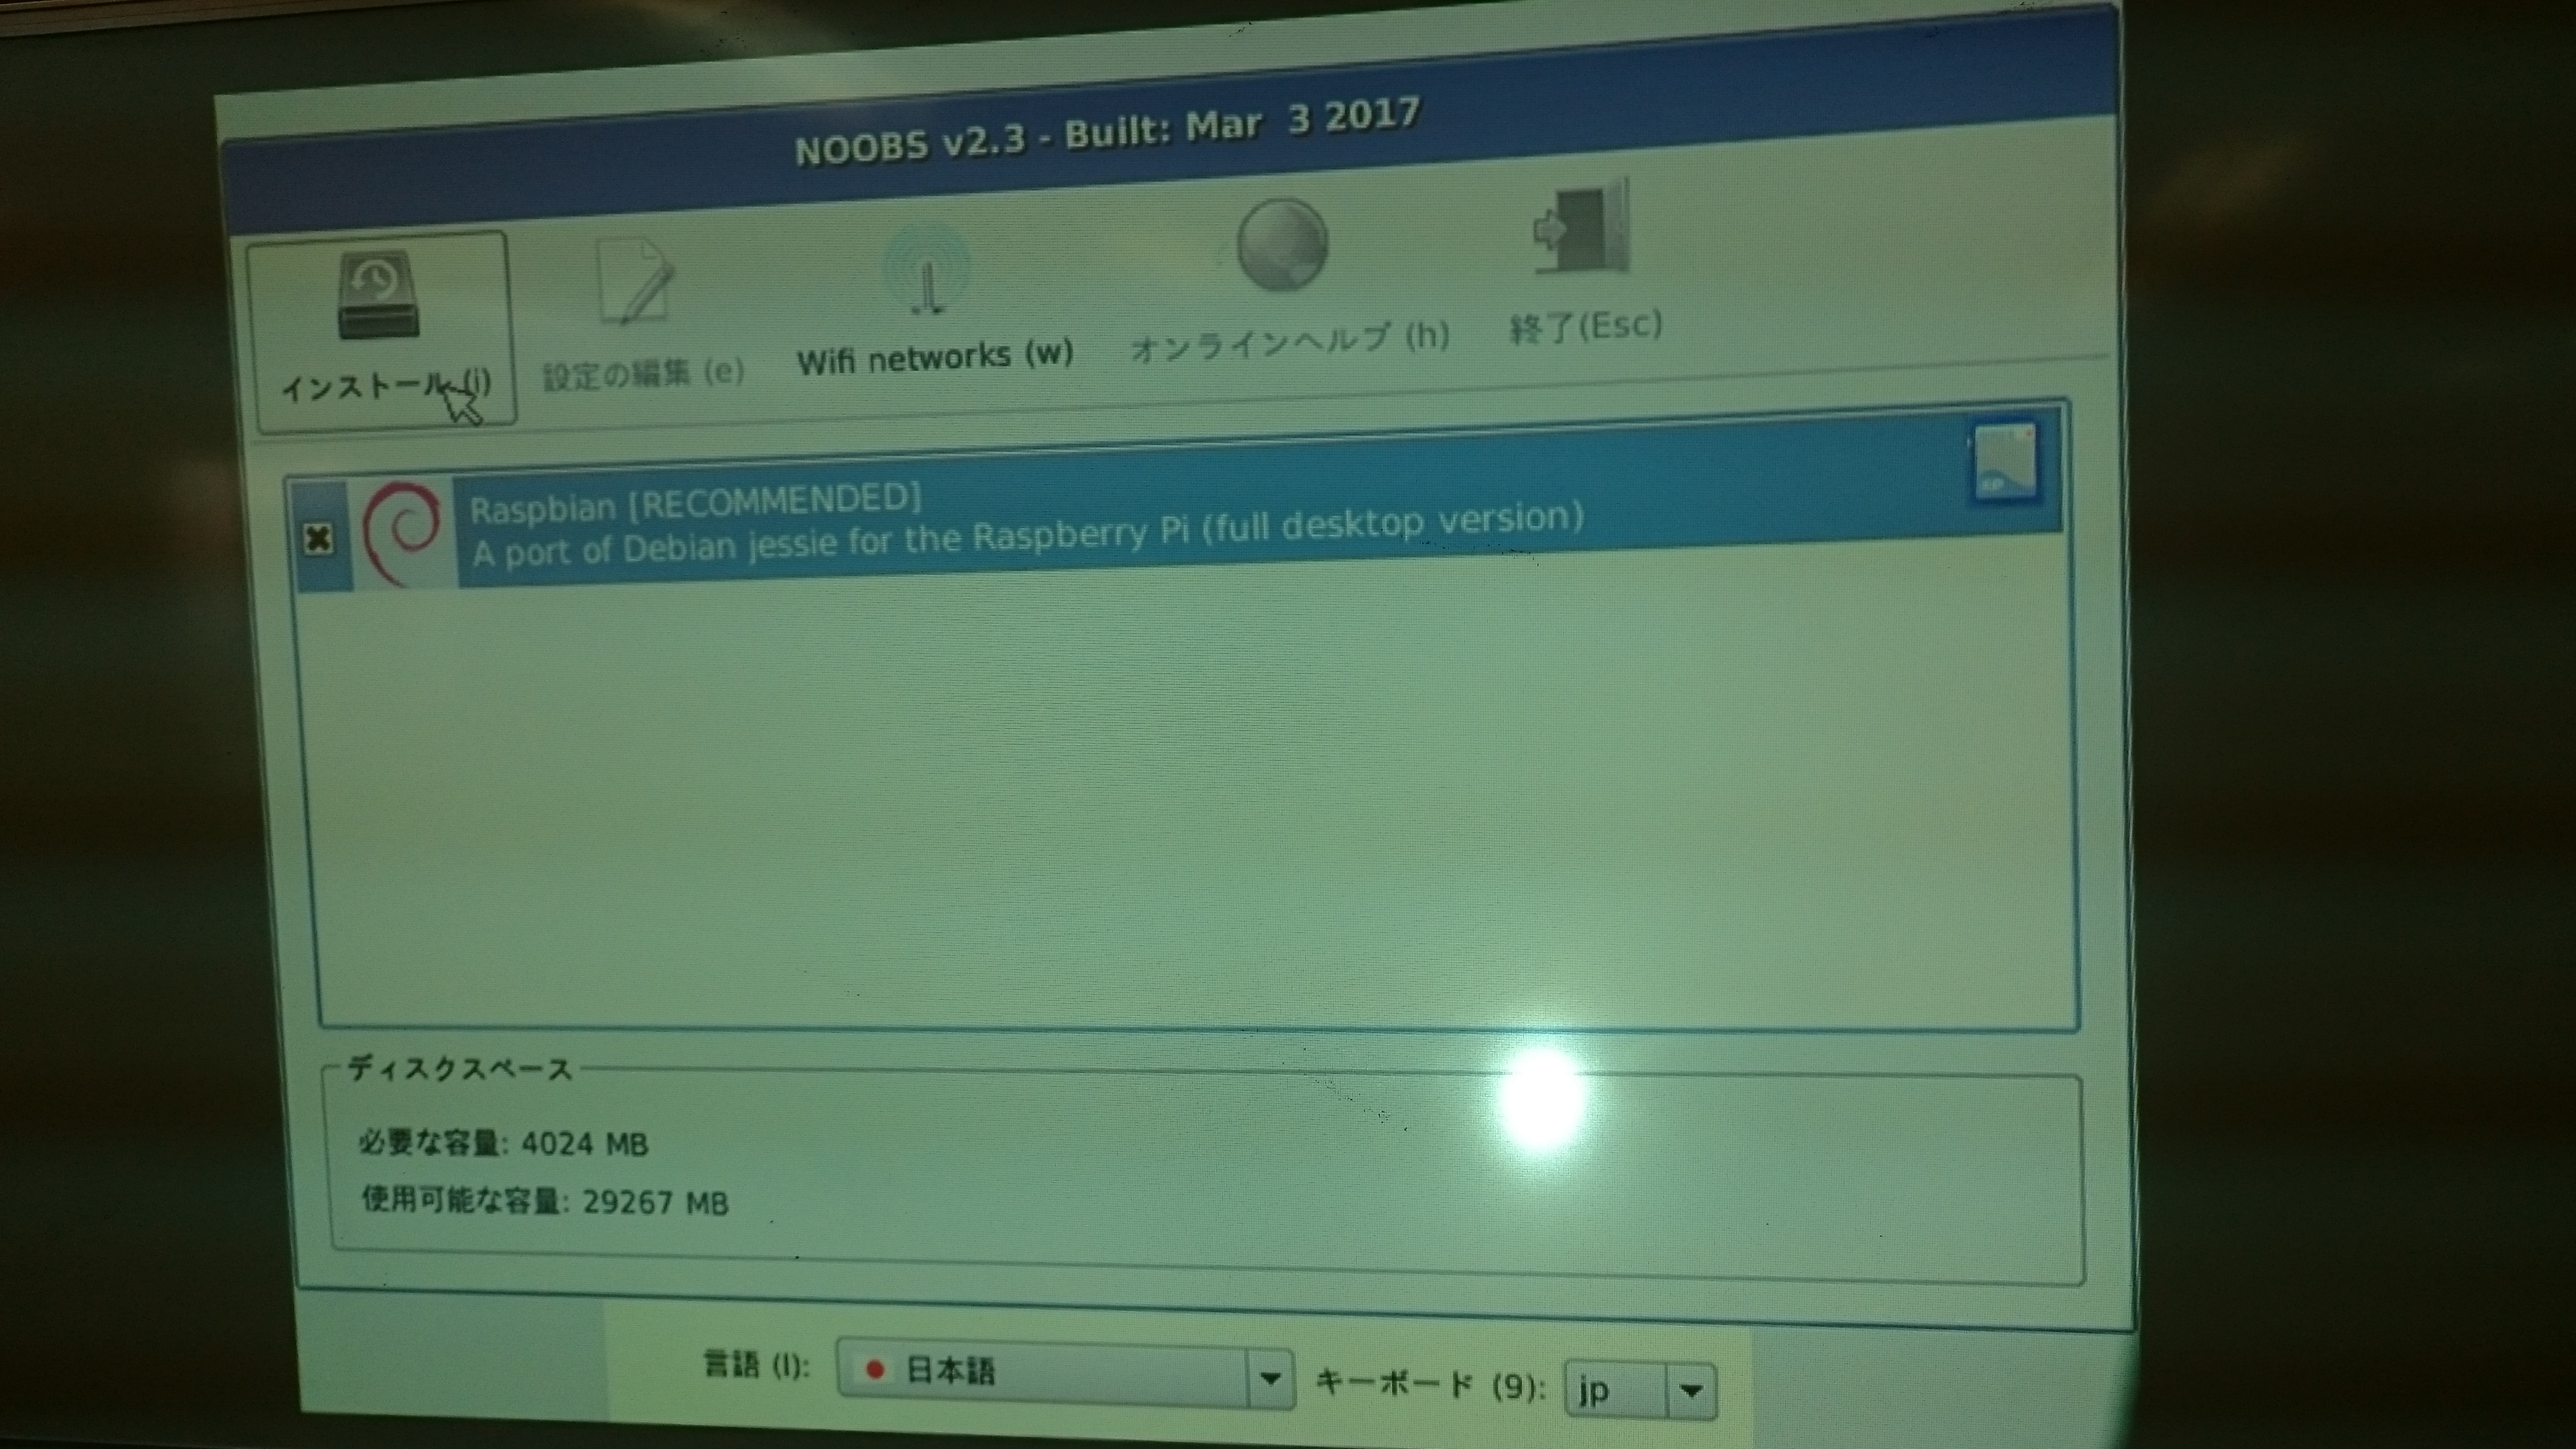 NOOBS v2.3 - Built: Mar 3 2017
インストール (i)
設定の編集 (e)
Wifi networks (w)
オンラインヘルプ (h)
終了(Esc)
Raspbian [RECOMMENDED]
A port of Debian jessie for the Raspberry Pi (full desktop version)
ディスクスペース
必要な容量: 4024 MB
使用可能な容量: 29267 MB
言語 (l): 日本語 キーボード (9): jp